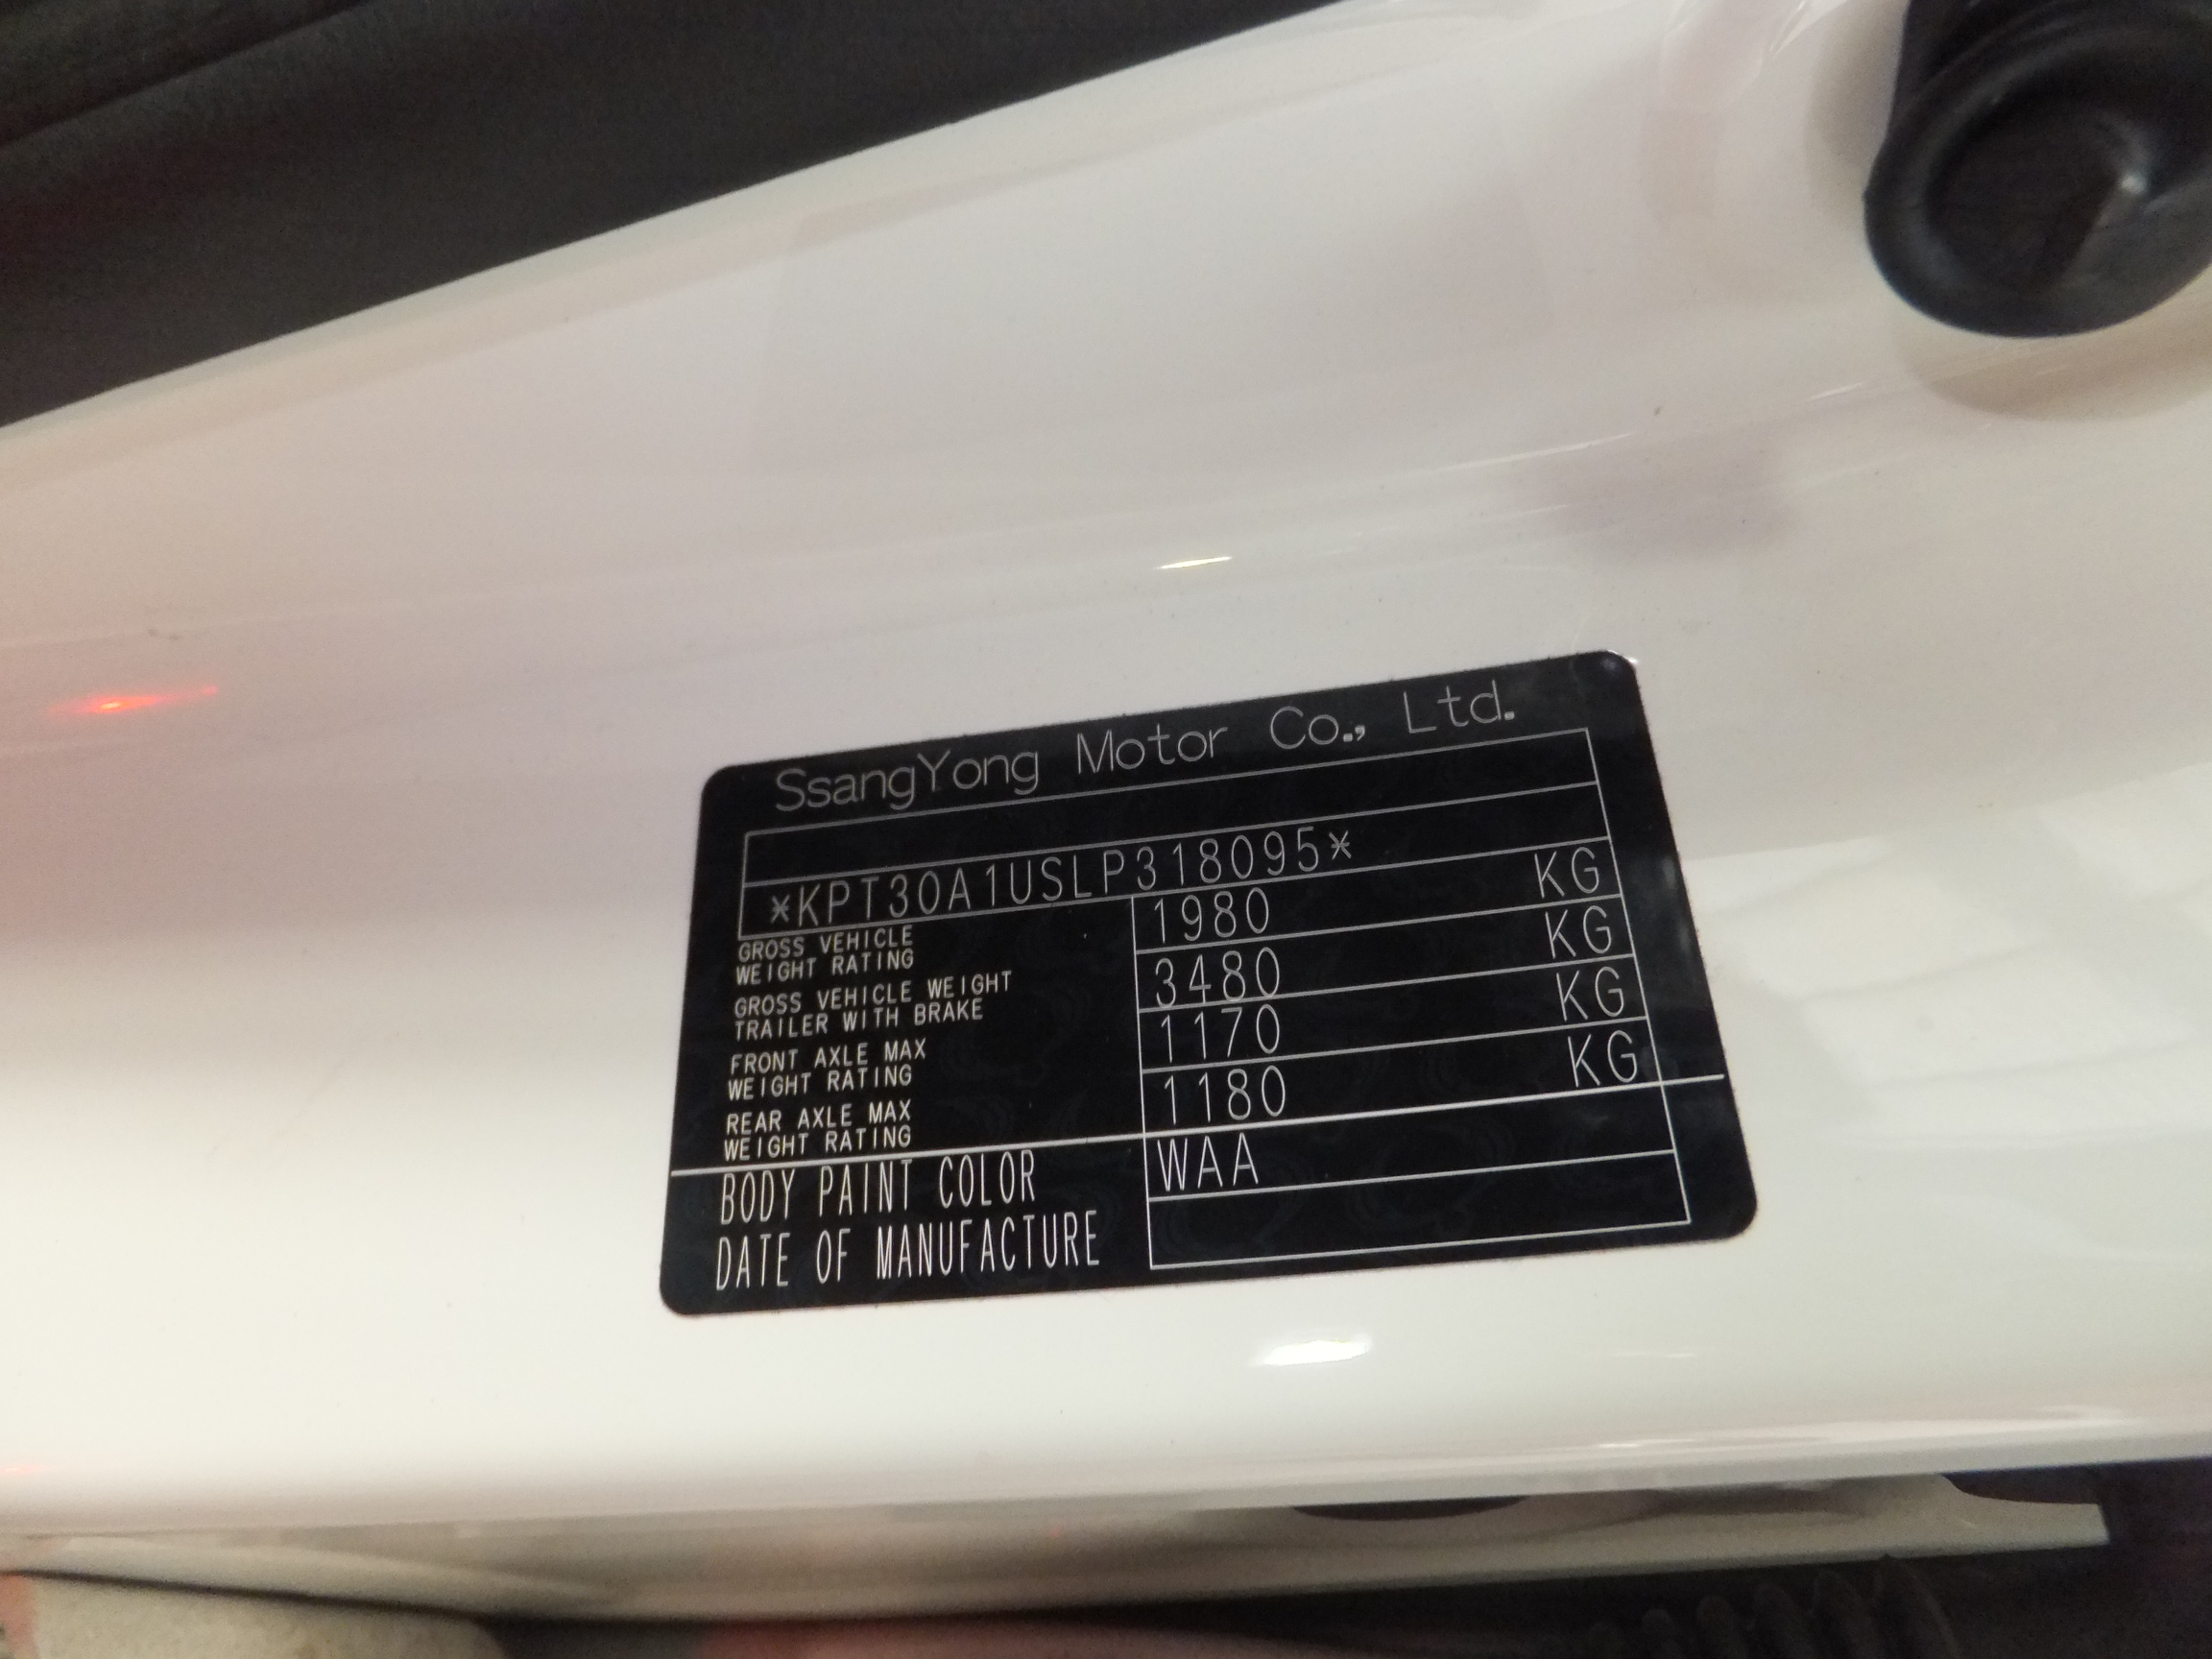 SsangYong Motor Co., Ltd.
*KPT30A1USLP318095*
GROSS VEHICLE
WEIGHT RATING
1980 KG
GROSS VEHICLE WEIGHT
TRAILER WITH BRAKE
3480 KG
FRONT AXLE MAX
WEIGHT RATING
1170 KG
REAR AXLE MAX
WEIGHT RATING
1180 KG
BODY PAINT COLOR
WAA
DATE OF MANUFACTURE